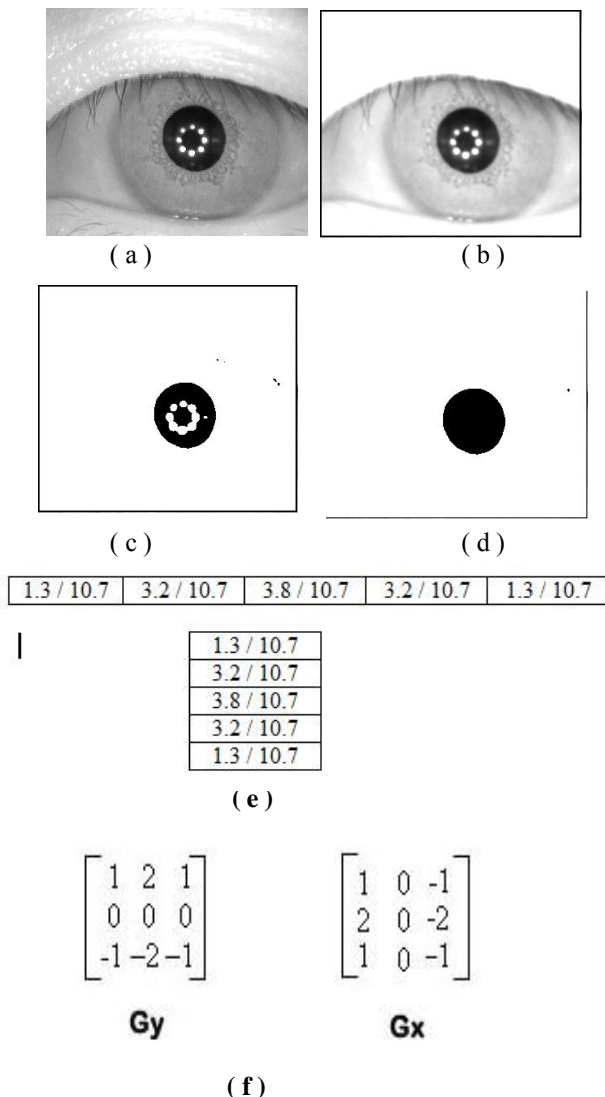 ( a )
( b )
( c )
( d )
1.3 / 10.7 3.2 / 10.7 3.8 / 10.7 3.2 / 10.7 1.3 / 10.7
1.3 / 10.7
3.2 / 10.7
3.8 / 10.7
3.2 / 10.7
1.3 / 10.7
( e )
1 2 1
0 0 0
-1 -2 -1
Gy
1 0 -1
2 0 -2
1 0 -1
Gx
( f )